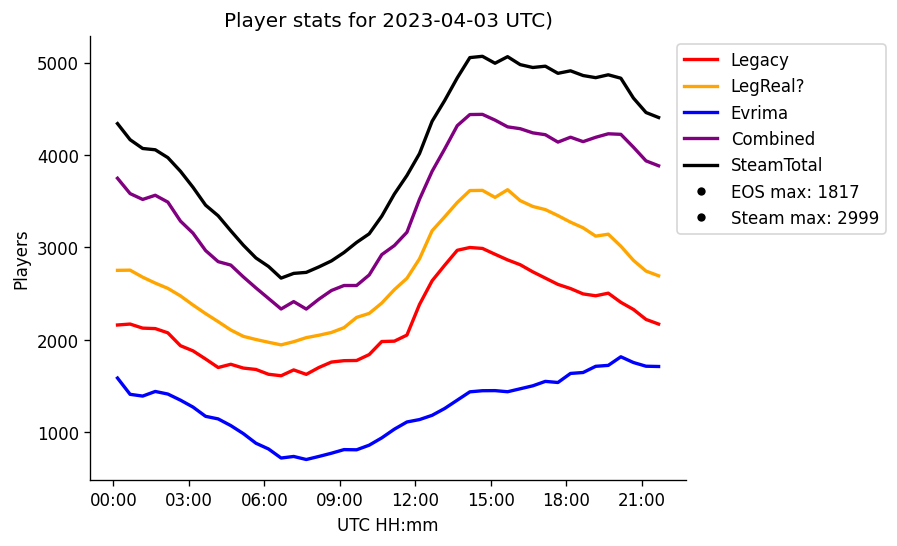 Player stats for 2023-04-03 UTC)
Players
5000
4000
3000
2000
1000
00:00 03:00 06:00 09:00 12:00 15:00 18:00 21:00
UTC HH:mm
Legacy
LegReal?
Evrima
Combined
SteamTotal
EOS max: 1817
Steam max: 2999